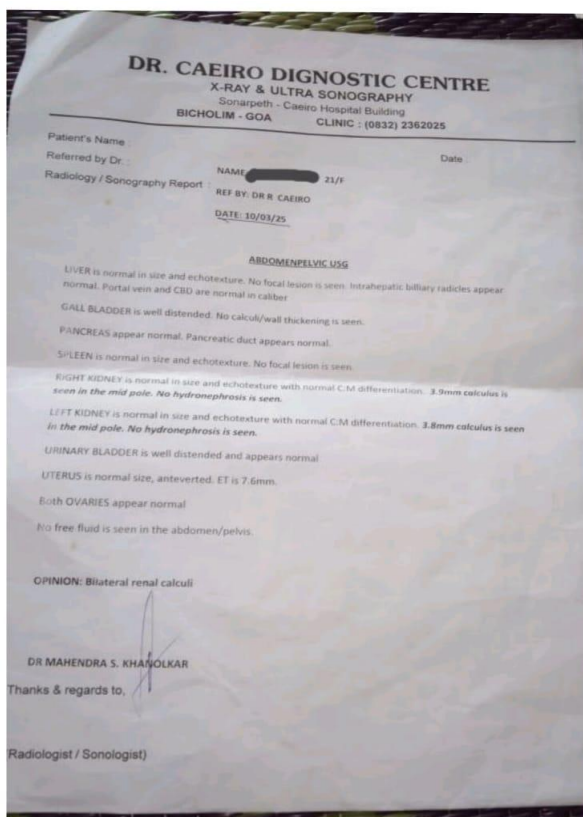 DR. CAEIRO DIGNOSTIC CENTRE
X-RAY & ULTRA SONOGRAPHY
Sonarpeth - Caeiro Hospital Building
BICHOLIM - GOA CLINIC : (0832) 2362025
Patient's Name :
Date :
Referred by Dr. :
Radiology / Sonography Report :
NAME: 21/F
REF BY: DR R CAEIRO
DATE: 10/03/25
ABDOMENPELVIC USG
LIVER is normal in size and echotexture. No focal lesion is seen. Intrahepatic billiary radicles appear
normal. Portal vein and CBD are normal in caliber
GALL BLADDER is well distended. No calculi/wall thickening is seen.
PANCREAS appear normal. Pancreatic duct appears normal.
SPLEEN is normal in size and echotexture. No focal lesion is seen.
RIGHT KIDNEY is normal in size and echotexture with normal C:M differentiation. 3.9mm calculus is
seen in the mid pole. No hydronephrosis is seen.
LEFT KIDNEY is normal in size and echotexture with normal C:M differentiation. 3.8mm calculus is seen
in the mid pole. No hydronephrosis is seen.
URINARY BLADDER is well distended and appears normal
UTERUS is normal size, anteverted. ET is 7.6mm.
Both OVARIES appear normal
No free fluid is seen in the abdomen/pelvis.
OPINION: Bilateral renal calculi
DR MAHENDRA S. KHANOLKAR
Thanks & regards to,
Radiologist / Sonologist)